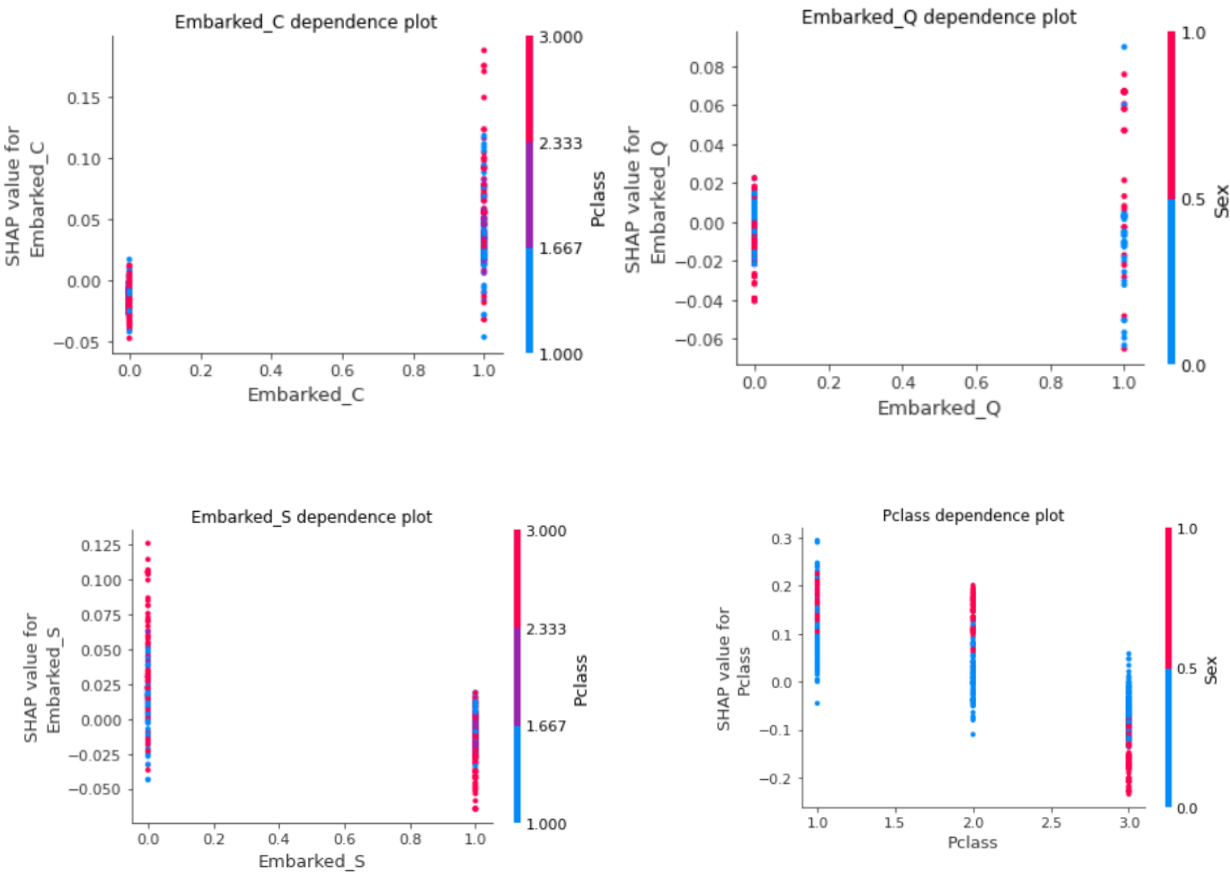 Embarked_C dependence plot
3.000
0.15
2.333
0.10
SHAP value for
Embarked_C
Pclass
0.05
1.667
0.00
−0.05
1.000
0.0 0.2 0.4 0.6 0.8 1.0
Embarked_C
Embarked_Q dependence plot
1.0
0.08
0.06
0.04
SHAP value for
Embarked_Q
0.02
0.5
Sex
0.00
−0.02
−0.04
−0.06
0.0
0.0 0.2 0.4 0.6 0.8 1.0
Embarked_Q
Embarked_S dependence plot
3.000
0.125
0.100
2.333
0.075
SHAP value for
Embarked_S
0.050
Pclass
0.025
0.000
1.667
−0.025
−0.050
1.000
0.0 0.2 0.4 0.6 0.8 1.0
Embarked_S
Pclass dependence plot
1.0
0.3
0.2
0.1
SHAP value for
Pclass
0.5
Sex
0.0
−0.1
−0.2
0.0
1.0 1.5 2.0 2.5 3.0
Pclass